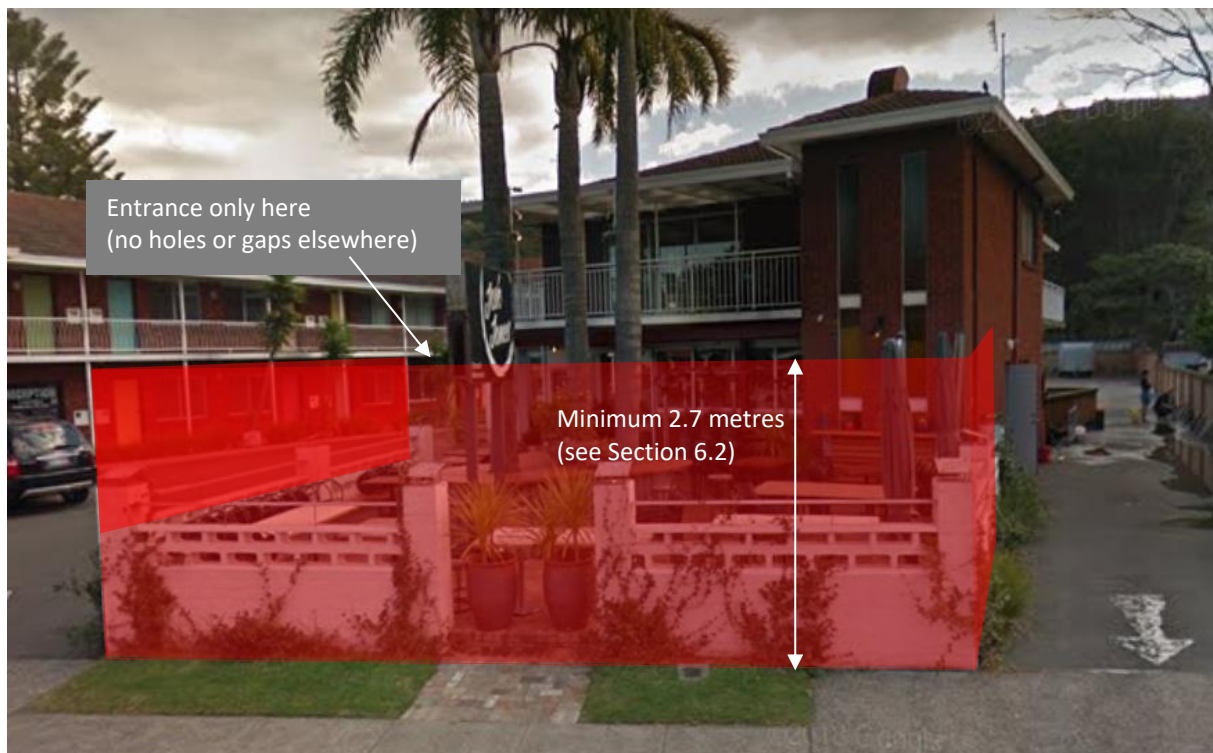 Entrance only here
(no holes or gaps elsewhere)
Minimum 2.7 metres
(see Section 6.2)